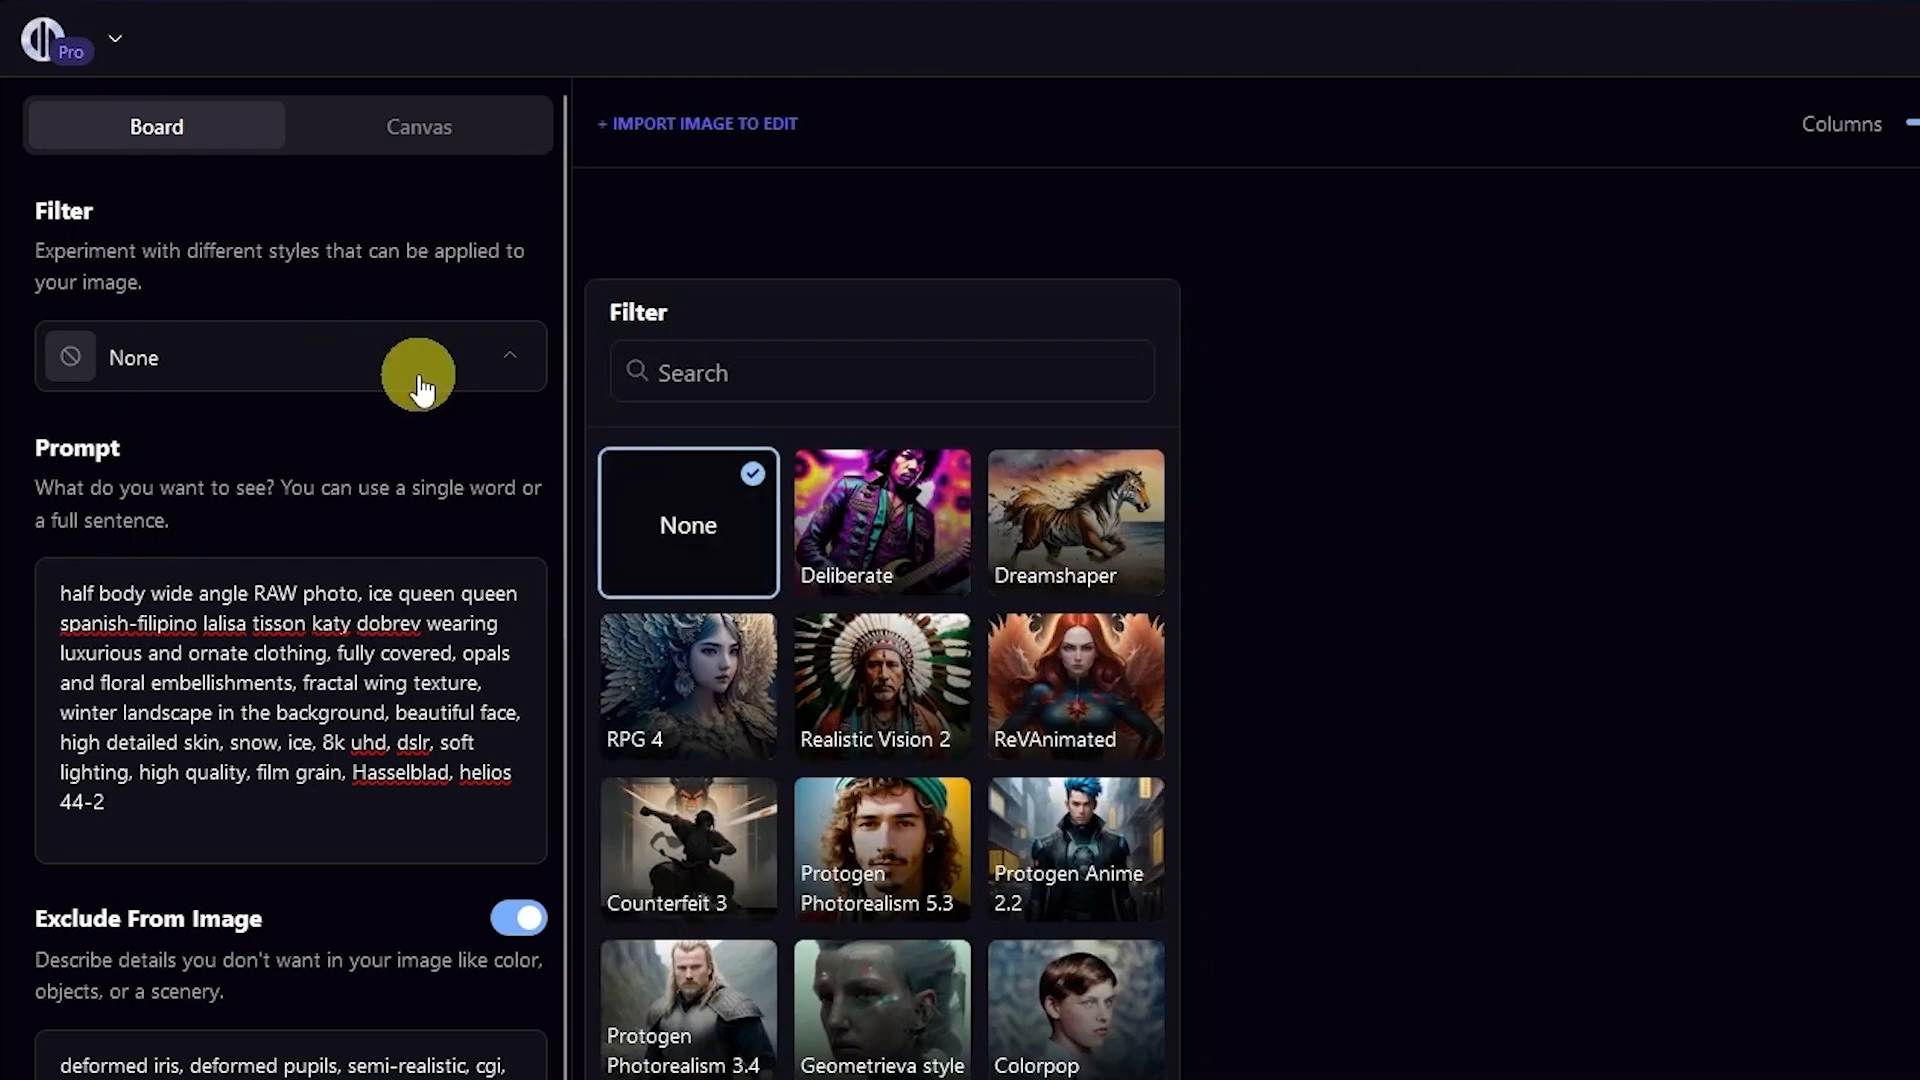 Pro
Board
Canvas
+ IMPORT IMAGE TO EDIT
Columns
Filter
Experiment with different styles that can be applied to
your image.
None
Prompt
What do you want to see? You can use a single word or
a full sentence.
half body wide angle RAW photo, ice queen queen
spanish-filipino lalisa tisson katy dobrev wearing
luxurious and ornate clothing, fully covered, opals
and floral embellishments, fractal wing texture,
winter landscape in the background, beautiful face,
high detailed skin, snow, ice, 8k uhd, dslr, soft
lighting, high quality, film grain, Hasselblad, helios
44-2
Exclude From Image
Describe details you don't want in your image like color,
objects, or a scenery.
deformed iris, deformed pupils, semi-realistic, cgi,
Filter
Search
None
Deliberate
Dreamshaper
RPG 4
Realistic Vision 2
ReVAnimated
Counterfeit 3
Protogen
Photorealism 5.3
Protogen Anime
2.2
Protogen
Photorealism 3.4
Geometrieva style
Colorpop